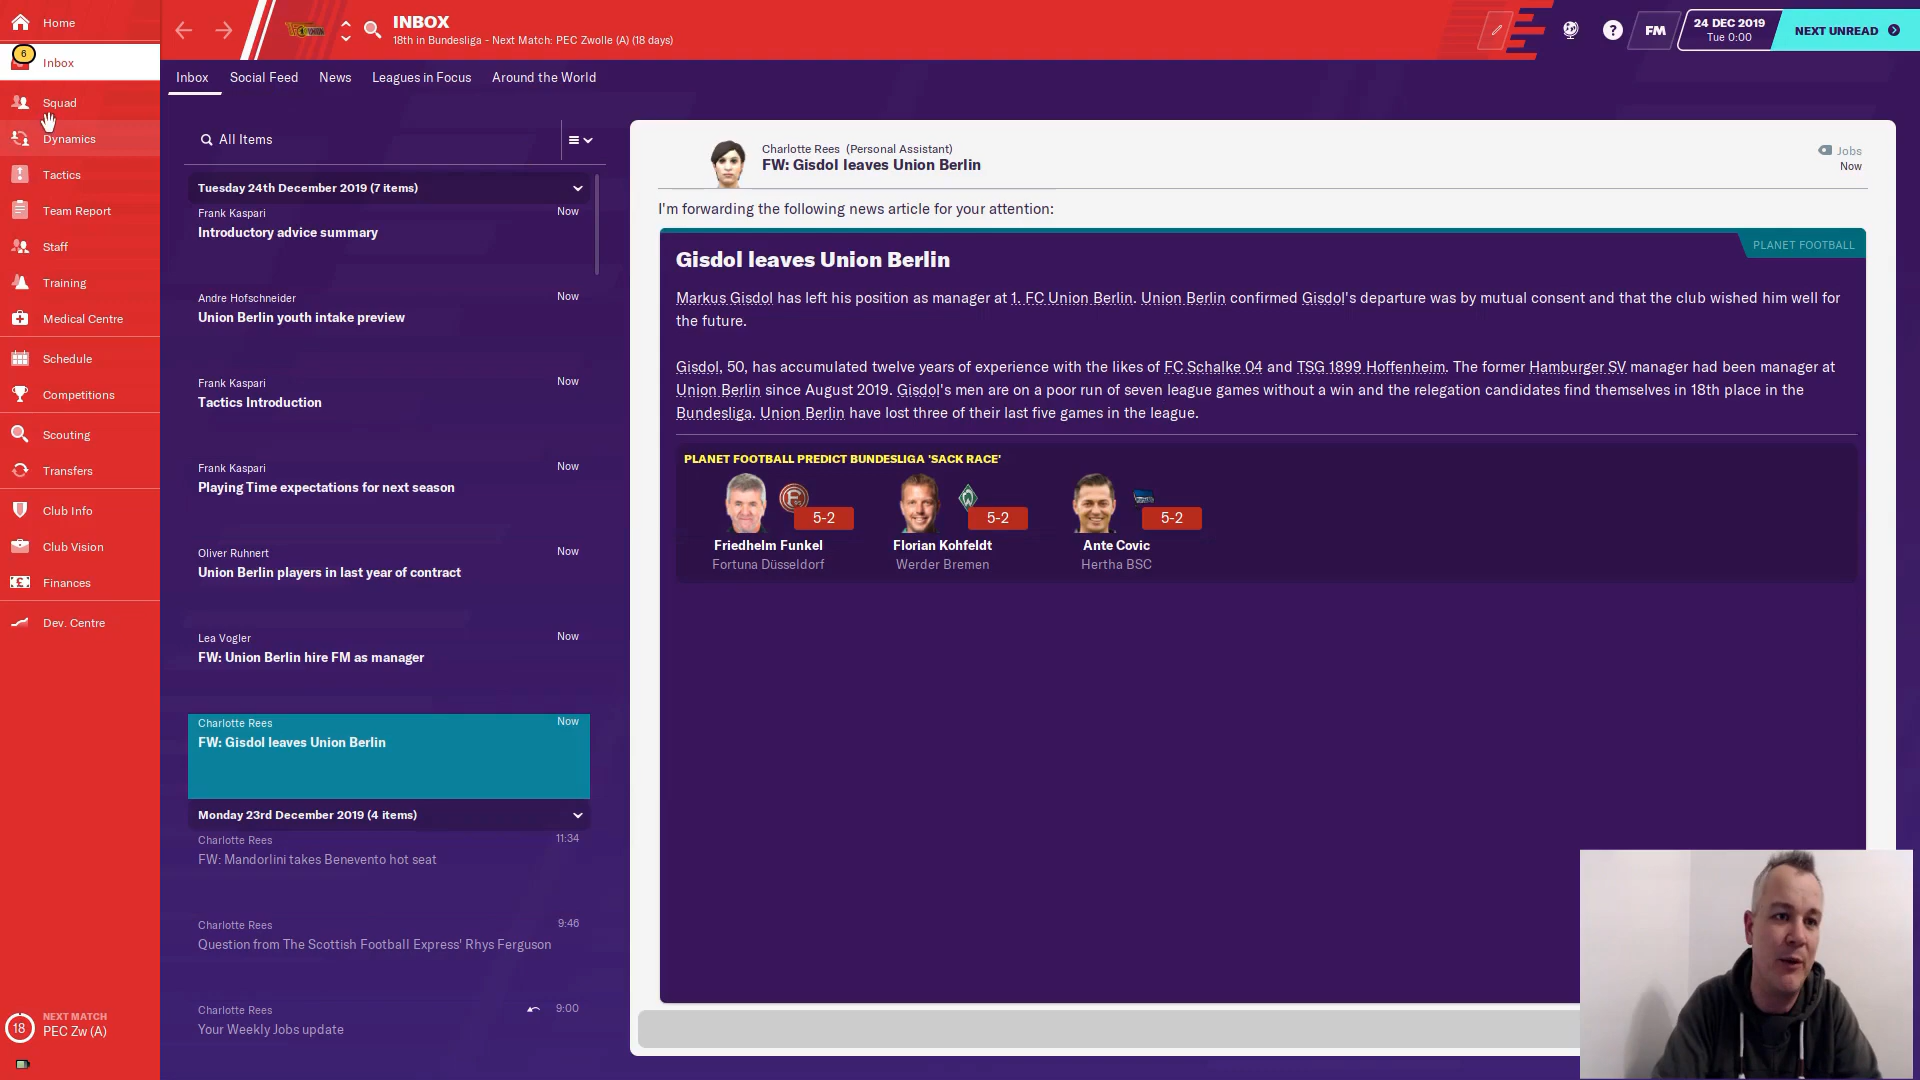 Home
6
Inbox
Squad
Dynamics
Tactics
Team Report
Staff
Training
Medical Centre
Schedule
Competitions
Scouting
Transfers
Club Info
Club Vision
Finances
Dev. Centre
18
NEXT MATCH
PEC Zw (A)
INBOX
18th in Bundesliga - Next Match: PEC Zwolle (A) (18 days)
?
FM
24 DEC 2019
Tue 0:00
NEXT UNREAD
Inbox
Social Feed
News
Leagues in Focus
Around the World
All Items
Tuesday 24th December 2019 (7 items)
Frank Kaspari Now
Introductory advice summary
Andre Hofschneider Now
Union Berlin youth intake preview
Frank Kaspari Now
Tactics Introduction
Frank Kaspari Now
Playing Time expectations for next season
Oliver Ruhnert Now
Union Berlin players in last year of contract
Lea Vogler Now
FW: Union Berlin hire FM as manager
Charlotte Rees Now
FW: Gisdol leaves Union Berlin
Monday 23rd December 2019 (4 items)
Charlotte Rees 11:34
FW: Mandorlini takes Benevento hot seat
Charlotte Rees 9:46
Question from The Scottish Football Express' Rhys Ferguson
Charlotte Rees 9:00
Your Weekly Jobs update
Charlotte Rees (Personal Assistant)
FW: Gisdol leaves Union Berlin
Jobs
Now
I'm forwarding the following news article for your attention:
PLANET FOOTBALL
Gisdol leaves Union Berlin
Markus Gisdol has left his position as manager at 1. FC Union Berlin. Union Berlin confirmed Gisdol's departure was by mutual consent and that the club wished him well for
the future.
Gisdol, 50, has accumulated twelve years of experience with the likes of FC Schalke 04 and TSG 1899 Hoffenheim. The former Hamburger SV manager had been manager at
Union Berlin since August 2019. Gisdol's men are on a poor run of seven league games without a win and the relegation candidates find themselves in 18th place in the
Bundesliga. Union Berlin have lost three of their last five games in the league.
PLANET FOOTBALL PREDICT BUNDESLIGA 'SACK RACE'
5-2
Friedhelm Funkel
Fortuna Düsseldorf
5-2
Florian Kohfeldt
Werder Bremen
5-2
Ante Covic
Hertha BSC